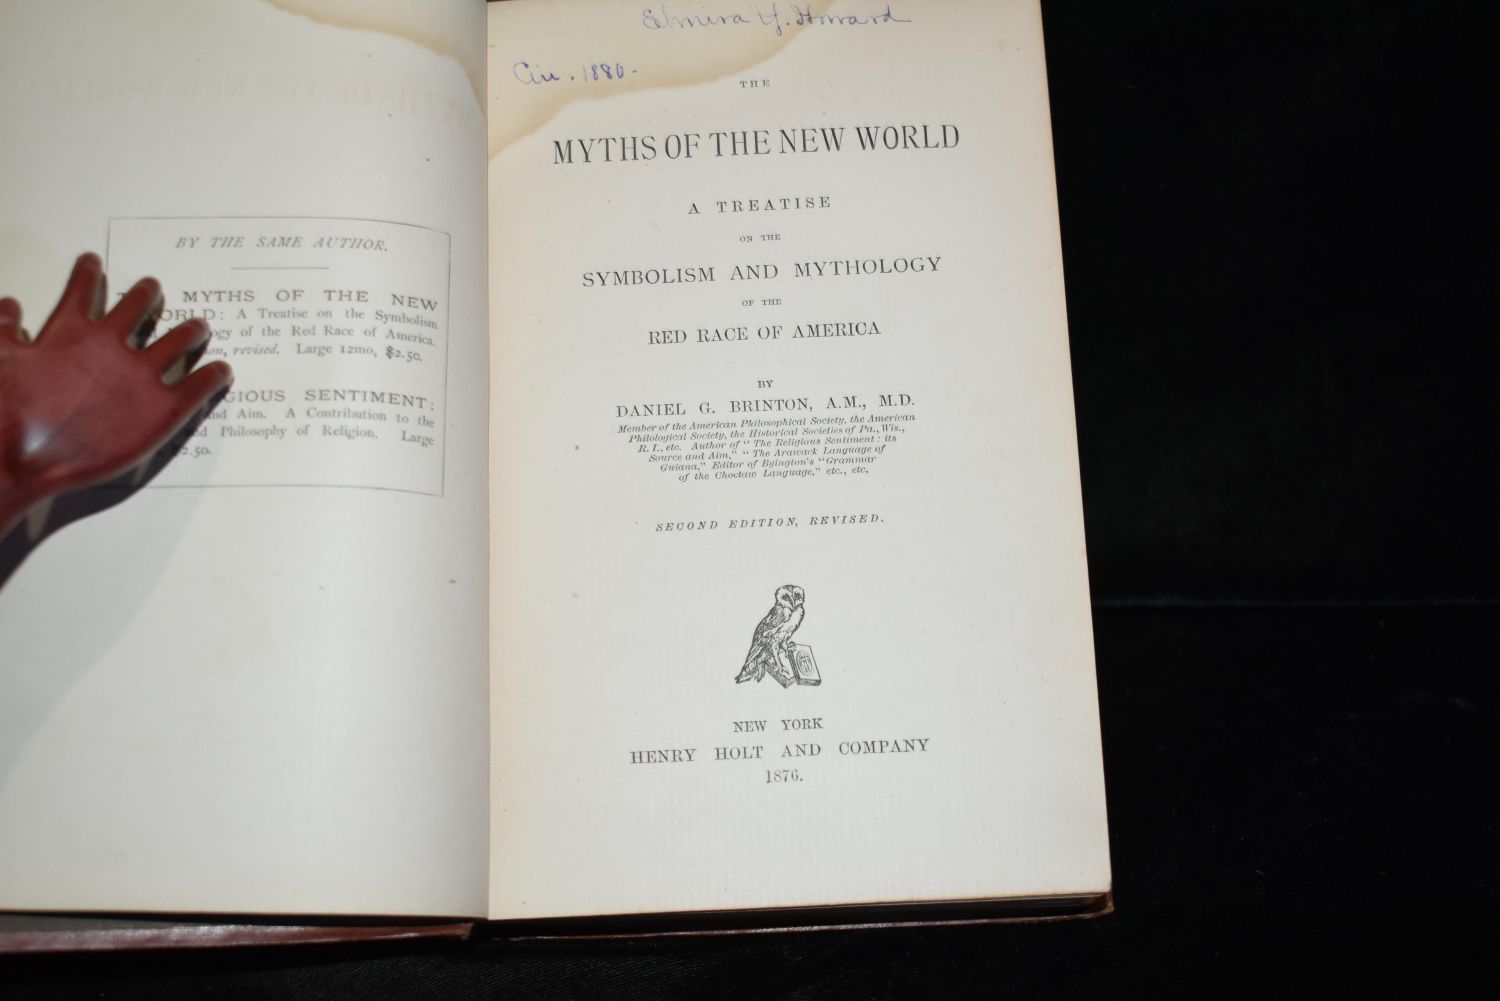 BY THE SAME AUTHOR.
MYTHS OF THE NEW
ORLD: A Treatise on the Symbolism
ogy of the Red Race of America.
revised. Large 12mo, $2.50.
GIOUS SENTIMENT:
and Aim. A Contribution to the
and Philosophy of Religion. Large
$2.50.
Elmira Y. Howard
Cin. 1880-
THE
MYTHS OF THE NEW WORLD
A TREATISE
ON THE
SYMBOLISM AND MYTHOLOGY
OF THE
RED RACE OF AMERICA
BY
DANIEL G. BRINTON, A.M., M.D.
Member of the American Philosophical Society, the American
Philological Society, the Historical Societies of Pa., Wis.,
R. I., etc. Author of "The Religious Sentiment: its
Source and Aim," "The Arawack Language of
Guiana," Editor of Byington's "Grammar
of the Choctaw Language," etc., etc.
SECOND EDITION, REVISED.
NEW YORK
HENRY HOLT AND COMPANY
1876.